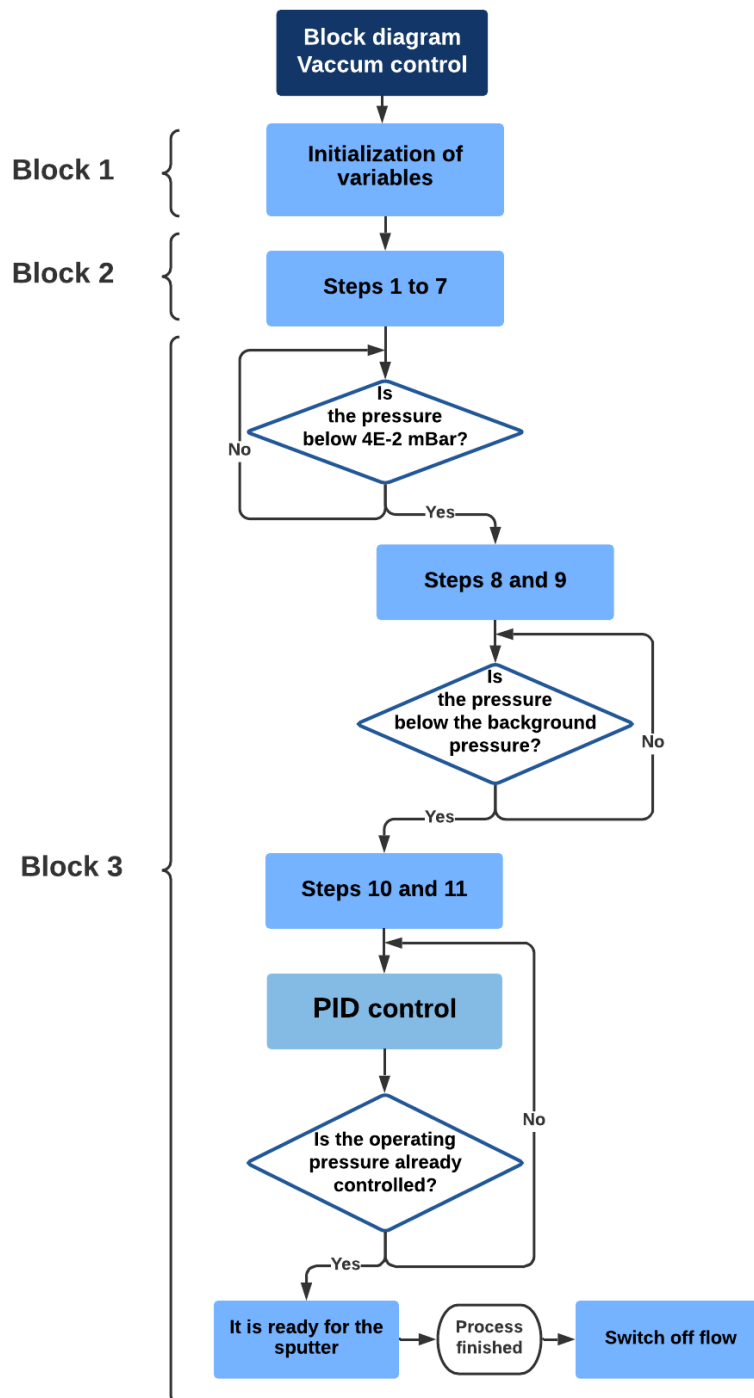 Block diagram
Vaccum control
Block 1
Initialization of
variables
Block 2
Steps 1 to 7
Is
the pressure
below 4E-2 mBar?
No
Yes
Steps 8 and 9
Is
the pressure
below the background
pressure?
No
Yes
Block 3
Steps 10 and 11
PID control
No
Is the operating
pressure already
controlled?
Yes
It is ready for the
sputter
Process
finished
Switch off flow